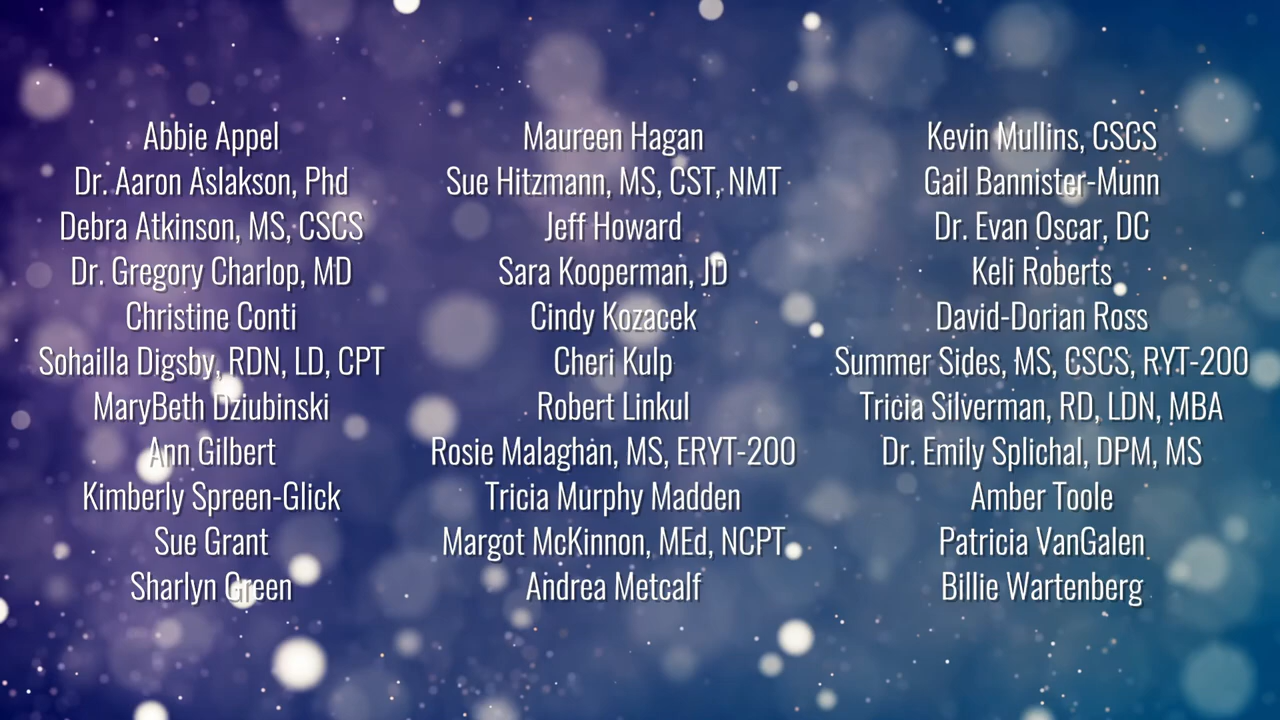 Abbie Appel
Dr. Aaron Aslakson, Phd
Debra Atkinson, MS, CSCS
Dr. Gregory Charlop, MD
Christine Conti
Sohailla Digsby, RDN, LD, CPT
MaryBeth Dziubinski
Ann Gilbert
Kimberly Spreen-Glick
Sue Grant
Sharlyn Green
Maureen Hagan
Sue Hitzmann, MS, CST, NMT
Jeff Howard
Sara Kooperman, JD
Cindy Kozacek
Cheri Kulp
Robert Linkul
Rosie Malaghan, MS, ERYT-200
Tricia Murphy Madden
Margot McKinnon, MEd, NCPT
Andrea Metcalf
Kevin Mullins, CSCS
Gail Bannister-Munn
Dr. Evan Oscar, DC
Keli Roberts
David-Dorian Ross
Summer Sides, MS, CSCS, RYT-200
Tricia Silverman, RD, LDN, MBA
Dr. Emily Splichal, DPM, MS
Amber Toole
Patricia VanGalen
Billie Wartenberg